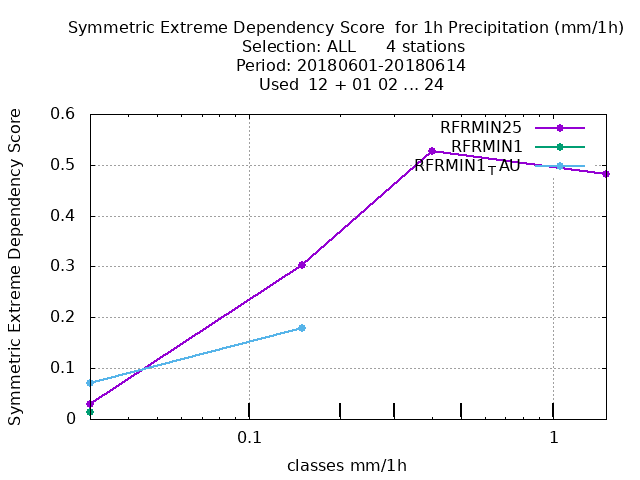 Symmetric Extreme Dependency Score  for 1h Precipitation (mm/1h)
Selection: ALL      4 stations
Period: 20180601-20180614
Used  12 + 01 02 ... 24
Symmetric Extreme Dependency Score
0.6
0.5
0.4
0.3
0.2
0.1
0
RFRMIN25
RFRMIN1
RFRMIN1_TAU
0.1
1
classes mm/1h